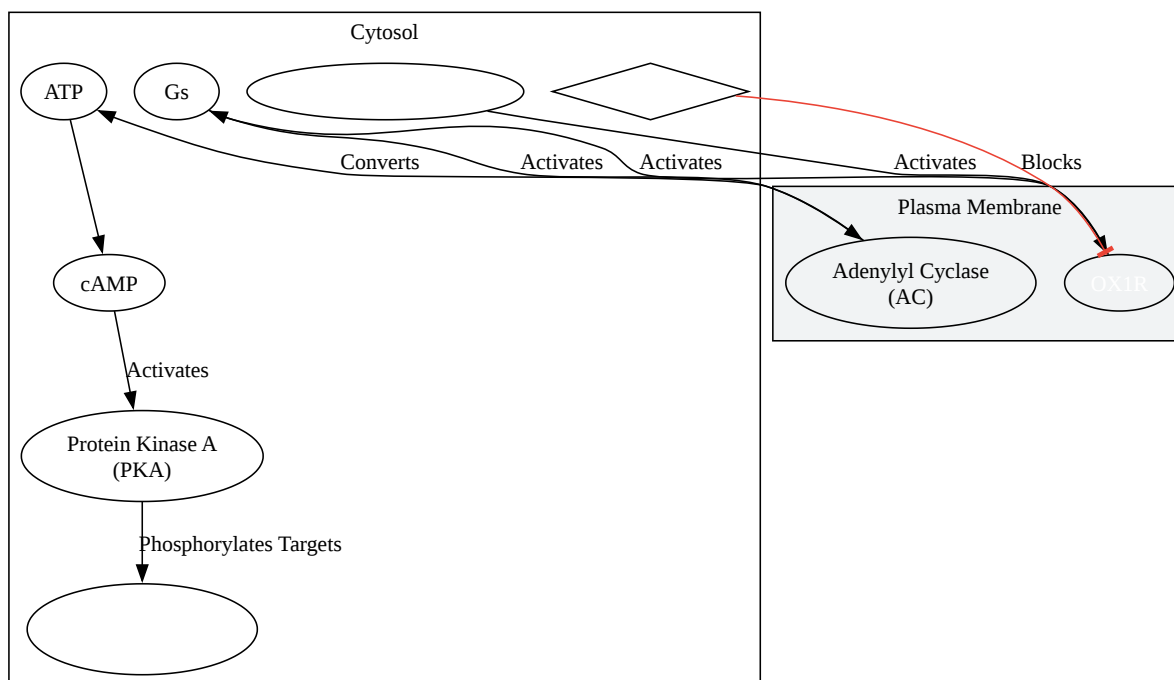 Cytosol
ATP
Gs
Converts
Activates
Activates
Activates
Blocks
Plasma Membrane
Adenylyl Cyclase
(AC)
OX1R
cAMP
Activates
Protein Kinase A
(PKA)
Phosphorylates Targets